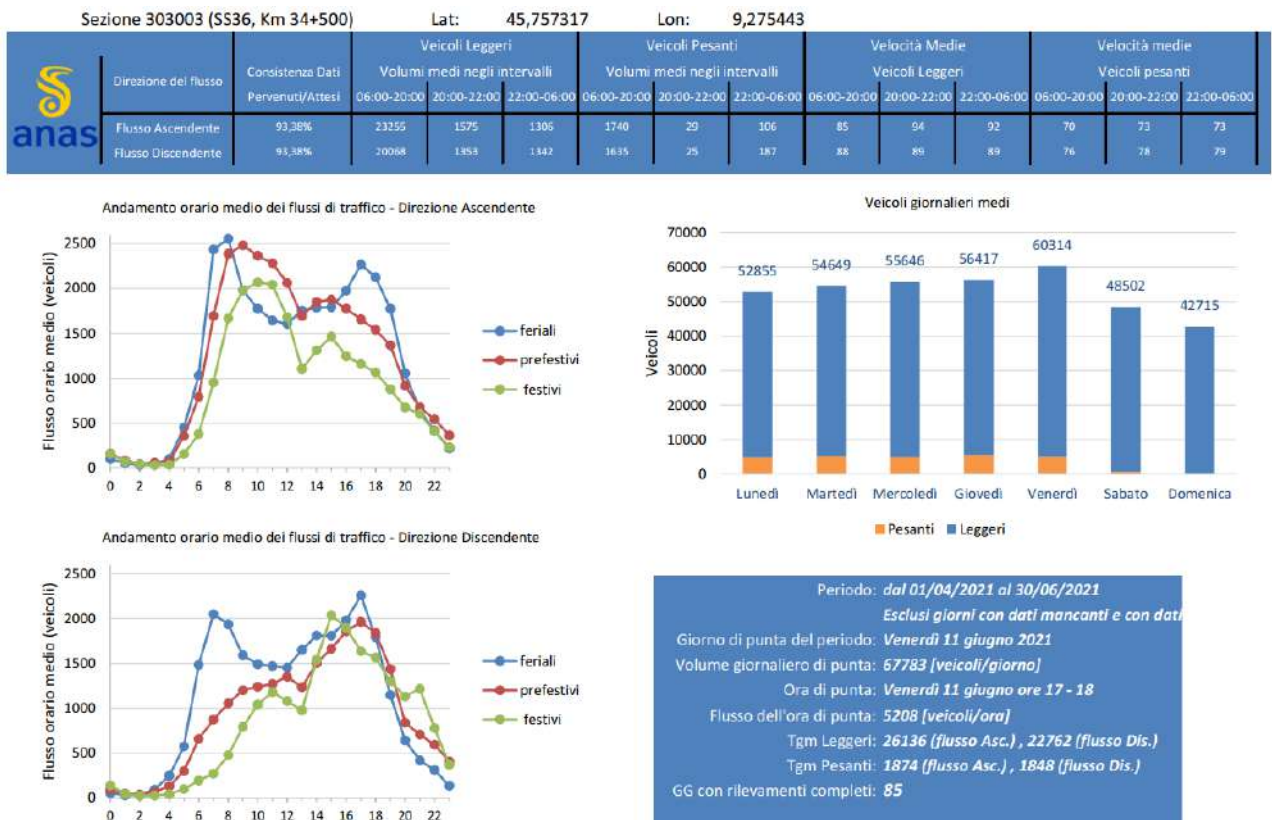 Sezione 303003 (SS36, Km 34+500) Lat: 45,757317 Lon: 9,275443
Veicoli Leggeri Veicoli Pesanti Velocità Medie Velocità medie
Direzione del flusso Consistenza Dati Volumi medi negli intervalli Volumi medi negli intervalli Veicoli Leggeri Veicoli pesanti
Pervenuti/Attesi 06:00-20:00 20:00-22:00 22:00-06:00 06:00-20:00 20:00-22:00 22:00-06:00 06:00-20:00 20:00-22:00 22:00-06:00 06:00-20:00 20:00-22:00 22:00-06:00
anas
Flusso Ascendente 93,38% 23255 1575 1306 1740 29 106 85 94 92 70 73 73
Flusso Discendente 93,38% 20068 1353 1342 1635 25 187 88 89 89 76 78 79
Andamento orario medio dei flussi di traffico - Direzione Ascendente
Flusso orario medio (veicoli)
2500
2000
1500
1000
500
0
0 2 4 6 8 10 12 14 16 18 20 22
feriali
prefestivi
festivi
Veicoli giornalieri medi
Veicoli
70000
60000
50000
40000
30000
20000
10000
0
52855 54649 55646 56417 60314 48502 42715
Lunedì Martedì Mercoledì Giovedì Venerdì Sabato Domenica
Pesanti Leggeri
Andamento orario medio dei flussi di traffico - Direzione Discendente
Flusso orario medio (veicoli)
2500
2000
1500
1000
500
0
0 2 4 6 8 10 12 14 16 18 20 22
feriali
prefestivi
festivi
Periodo: dal 01/04/2021 al 30/06/2021
Esclusi giorni con dati mancanti e con dati
Giorno di punta del periodo: Venerdì 11 giugno 2021
Volume giornaliero di punta: 67783 [veicoli/giorno]
Ora di punta: Venerdì 11 giugno ore 17 - 18
Flusso dell'ora di punta: 5208 [veicoli/ora]
Tgm Leggeri: 26136 (flusso Asc.) , 22762 (flusso Dis.)
Tgm Pesanti: 1874 (flusso Asc.) , 1848 (flusso Dis.)
GG con rilevamenti completi: 85